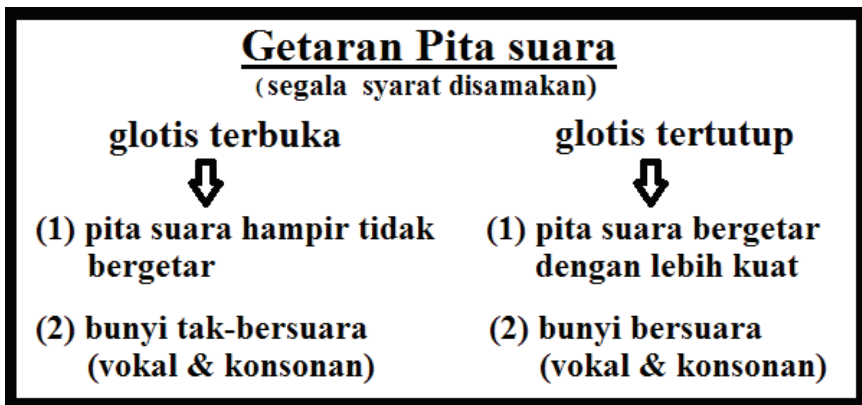 Getaran Pita suara
(segala syarat disamakan)
glotis terbuka
(1) pita suara hampir tidak
bergetar
(2) bunyi tak-bersuara
(vokal & konsonan)
glotis tertutup
(1) pita suara bergetar
dengan lebih kuat
(2) bunyi bersuara
(vokal & konsonan)